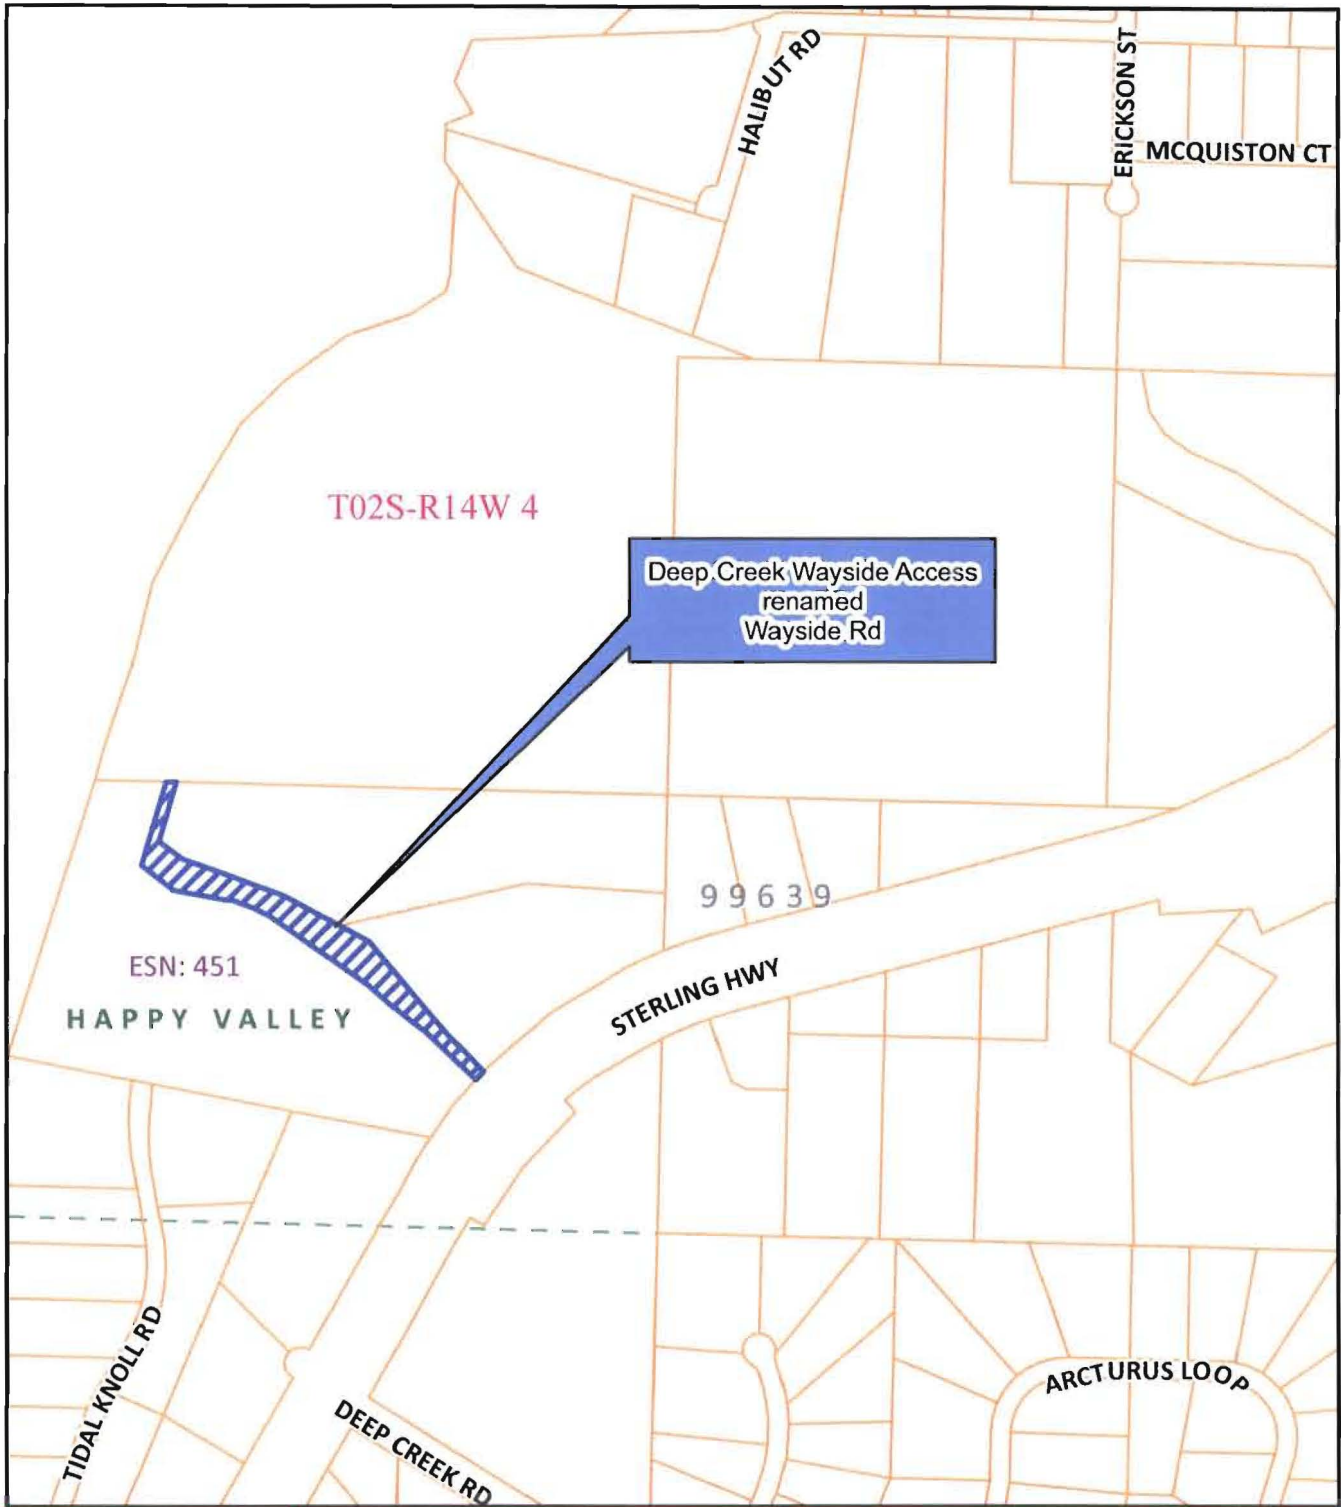 HALIBUT RD
ERICKSON ST
MCQUISTON CT
T02S-R14W 4
Deep Creek Wayside Access
renamed
Wayside Rd
99639
ESN: 451
HAPPY VALLEY
STERLING HWY
TIDAL KNOLL RD
DEEP CREEK RD
ARCTURUS LOOP